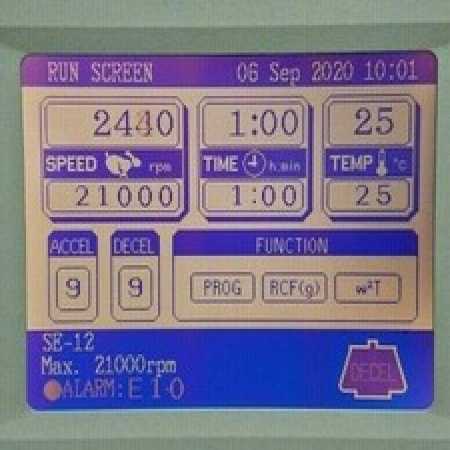 RUN SCREEN 06 Sep 2020 10:01
2440 1:00 25
SPEED rpm TIME h:min TEMP °C
21000 1:00 25
ACCEL DECEL FUNCTION
9 9 PROG RCF(g) w²T
SE-12
Max. 21000rpm
ALARM: E10
DECEL